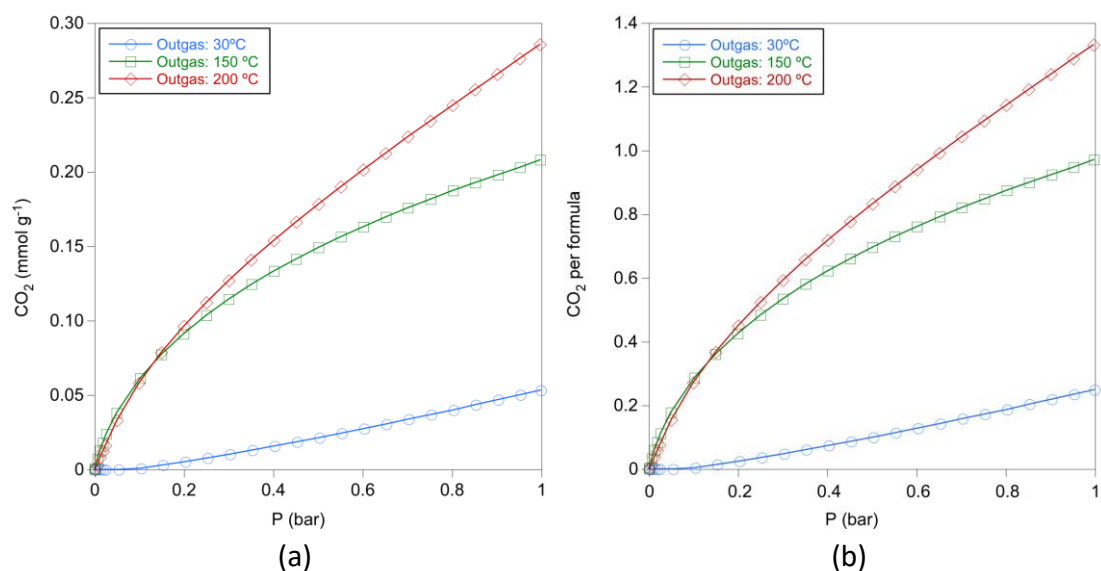 0.30
0.25
0.20
0.15
0.10
0.05
0
CO2 (mmol g-1)
Outgas: 30ºC
Outgas: 150 ºC
Outgas: 200 ºC
0 0.2 0.4 0.6 0.8 1
P (bar)
(a)
1.4
1.2
1.0
0.8
0.6
0.4
0.2
0
CO2 per formula
Outgas: 30ºC
Outgas: 150 ºC
Outgas: 200 ºC
0 0.2 0.4 0.6 0.8 1
P (bar)
(b)